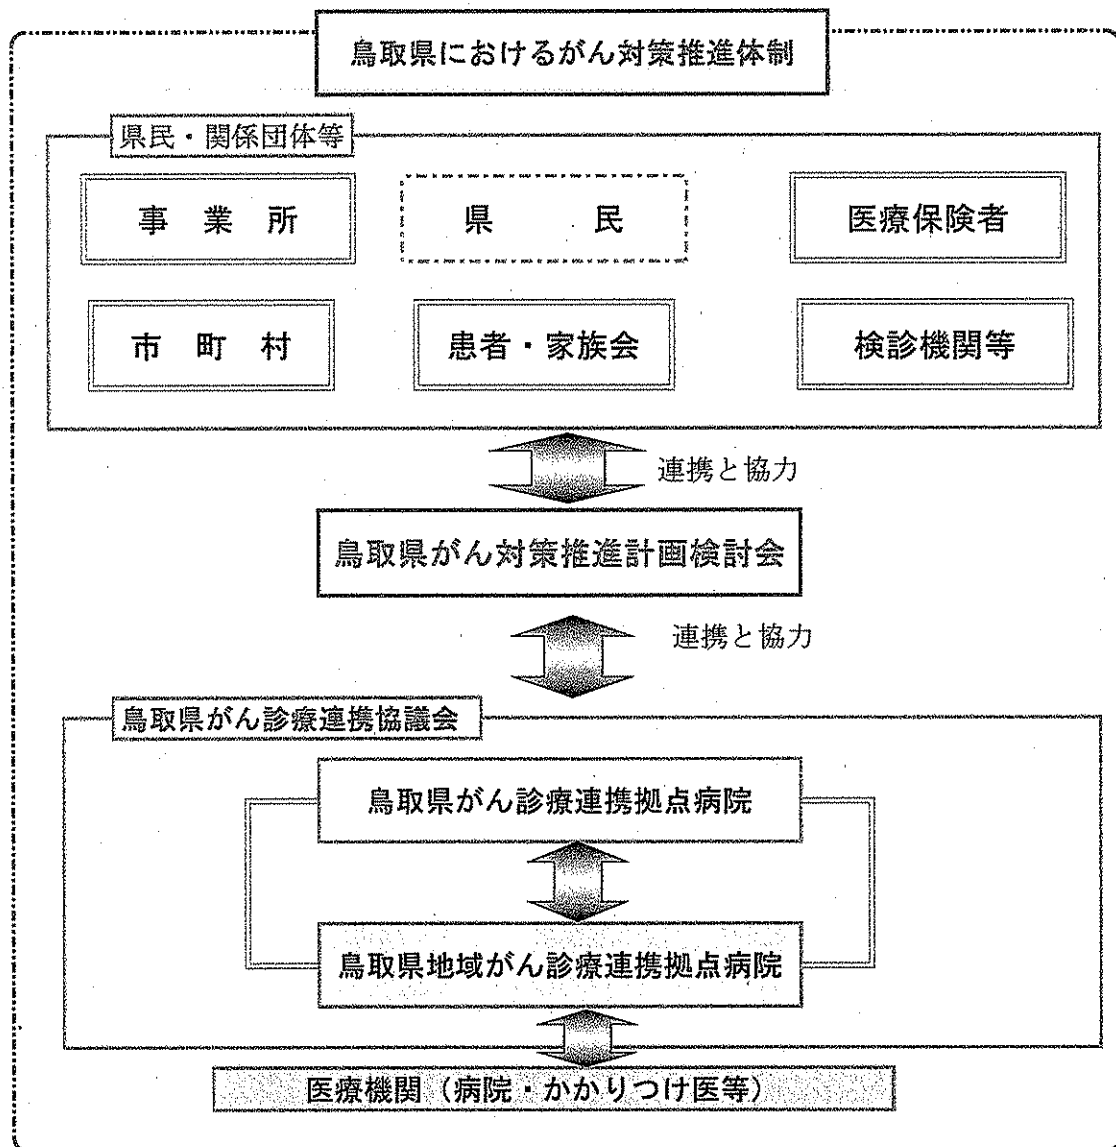 鳥取県におけるがん対策推進体制
県民・関係団体等
事業所
県民
医療保険者
市町村
患者・家族会
検診機関等
連携と協力
鳥取県がん対策推進計画検討会
連携と協力
鳥取県がん診療連携協議会
鳥取県がん診療連携拠点病院
鳥取県地域がん診療連携拠点病院
医療機関（病院・かかりつけ医等）